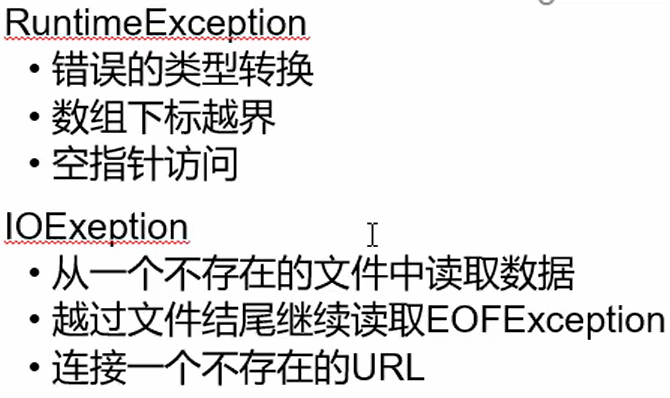 RuntimeException
• 错误的类型转换
• 数组下标越界
• 空指针访问
IOExeption
• 从一个不存在的文件中读取数据
• 越过文件结尾继续读取EOFException
• 连接一个不存在的URL